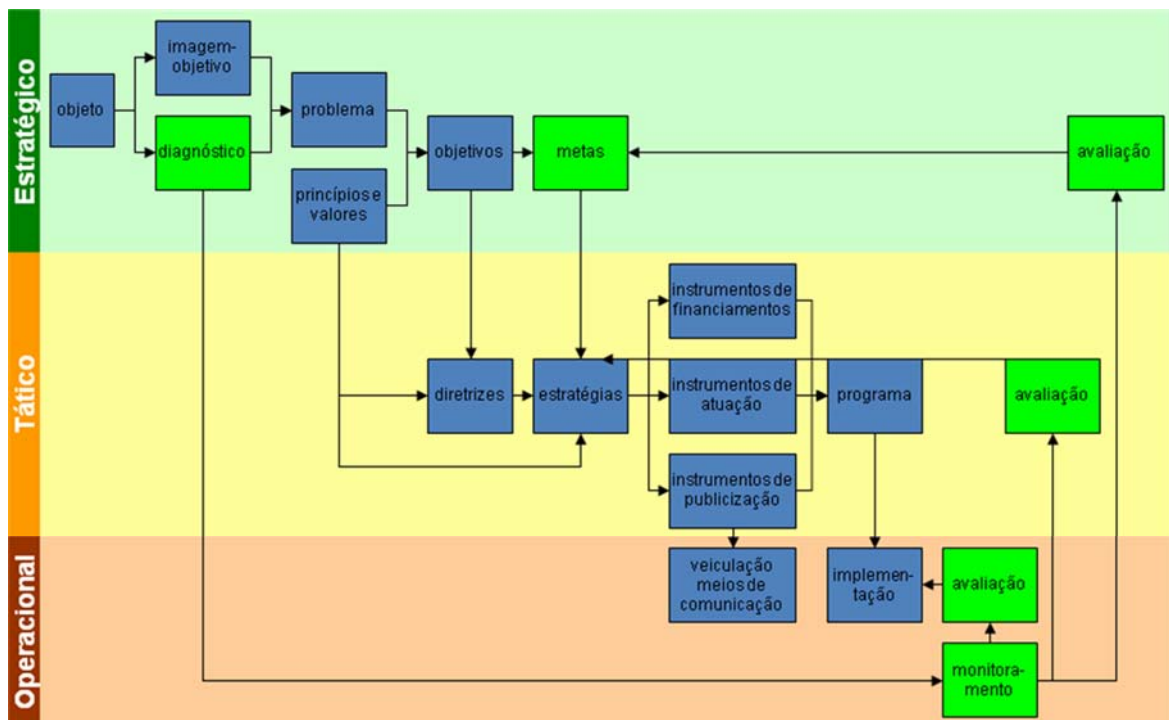 Estratégico
objeto
imagem-
objetivo
diagnóstico
problema
princípios e
valores
objetivos
metas
avaliação
Tático
instrumentos de
financiamentos
diretrizes
estratégias
instrumentos de
atuação
programa
avaliação
instrumentos de
publicização
Operacional
veiculação
meios de
comunicação
implemen-
tação
avaliação
monitora-
mento